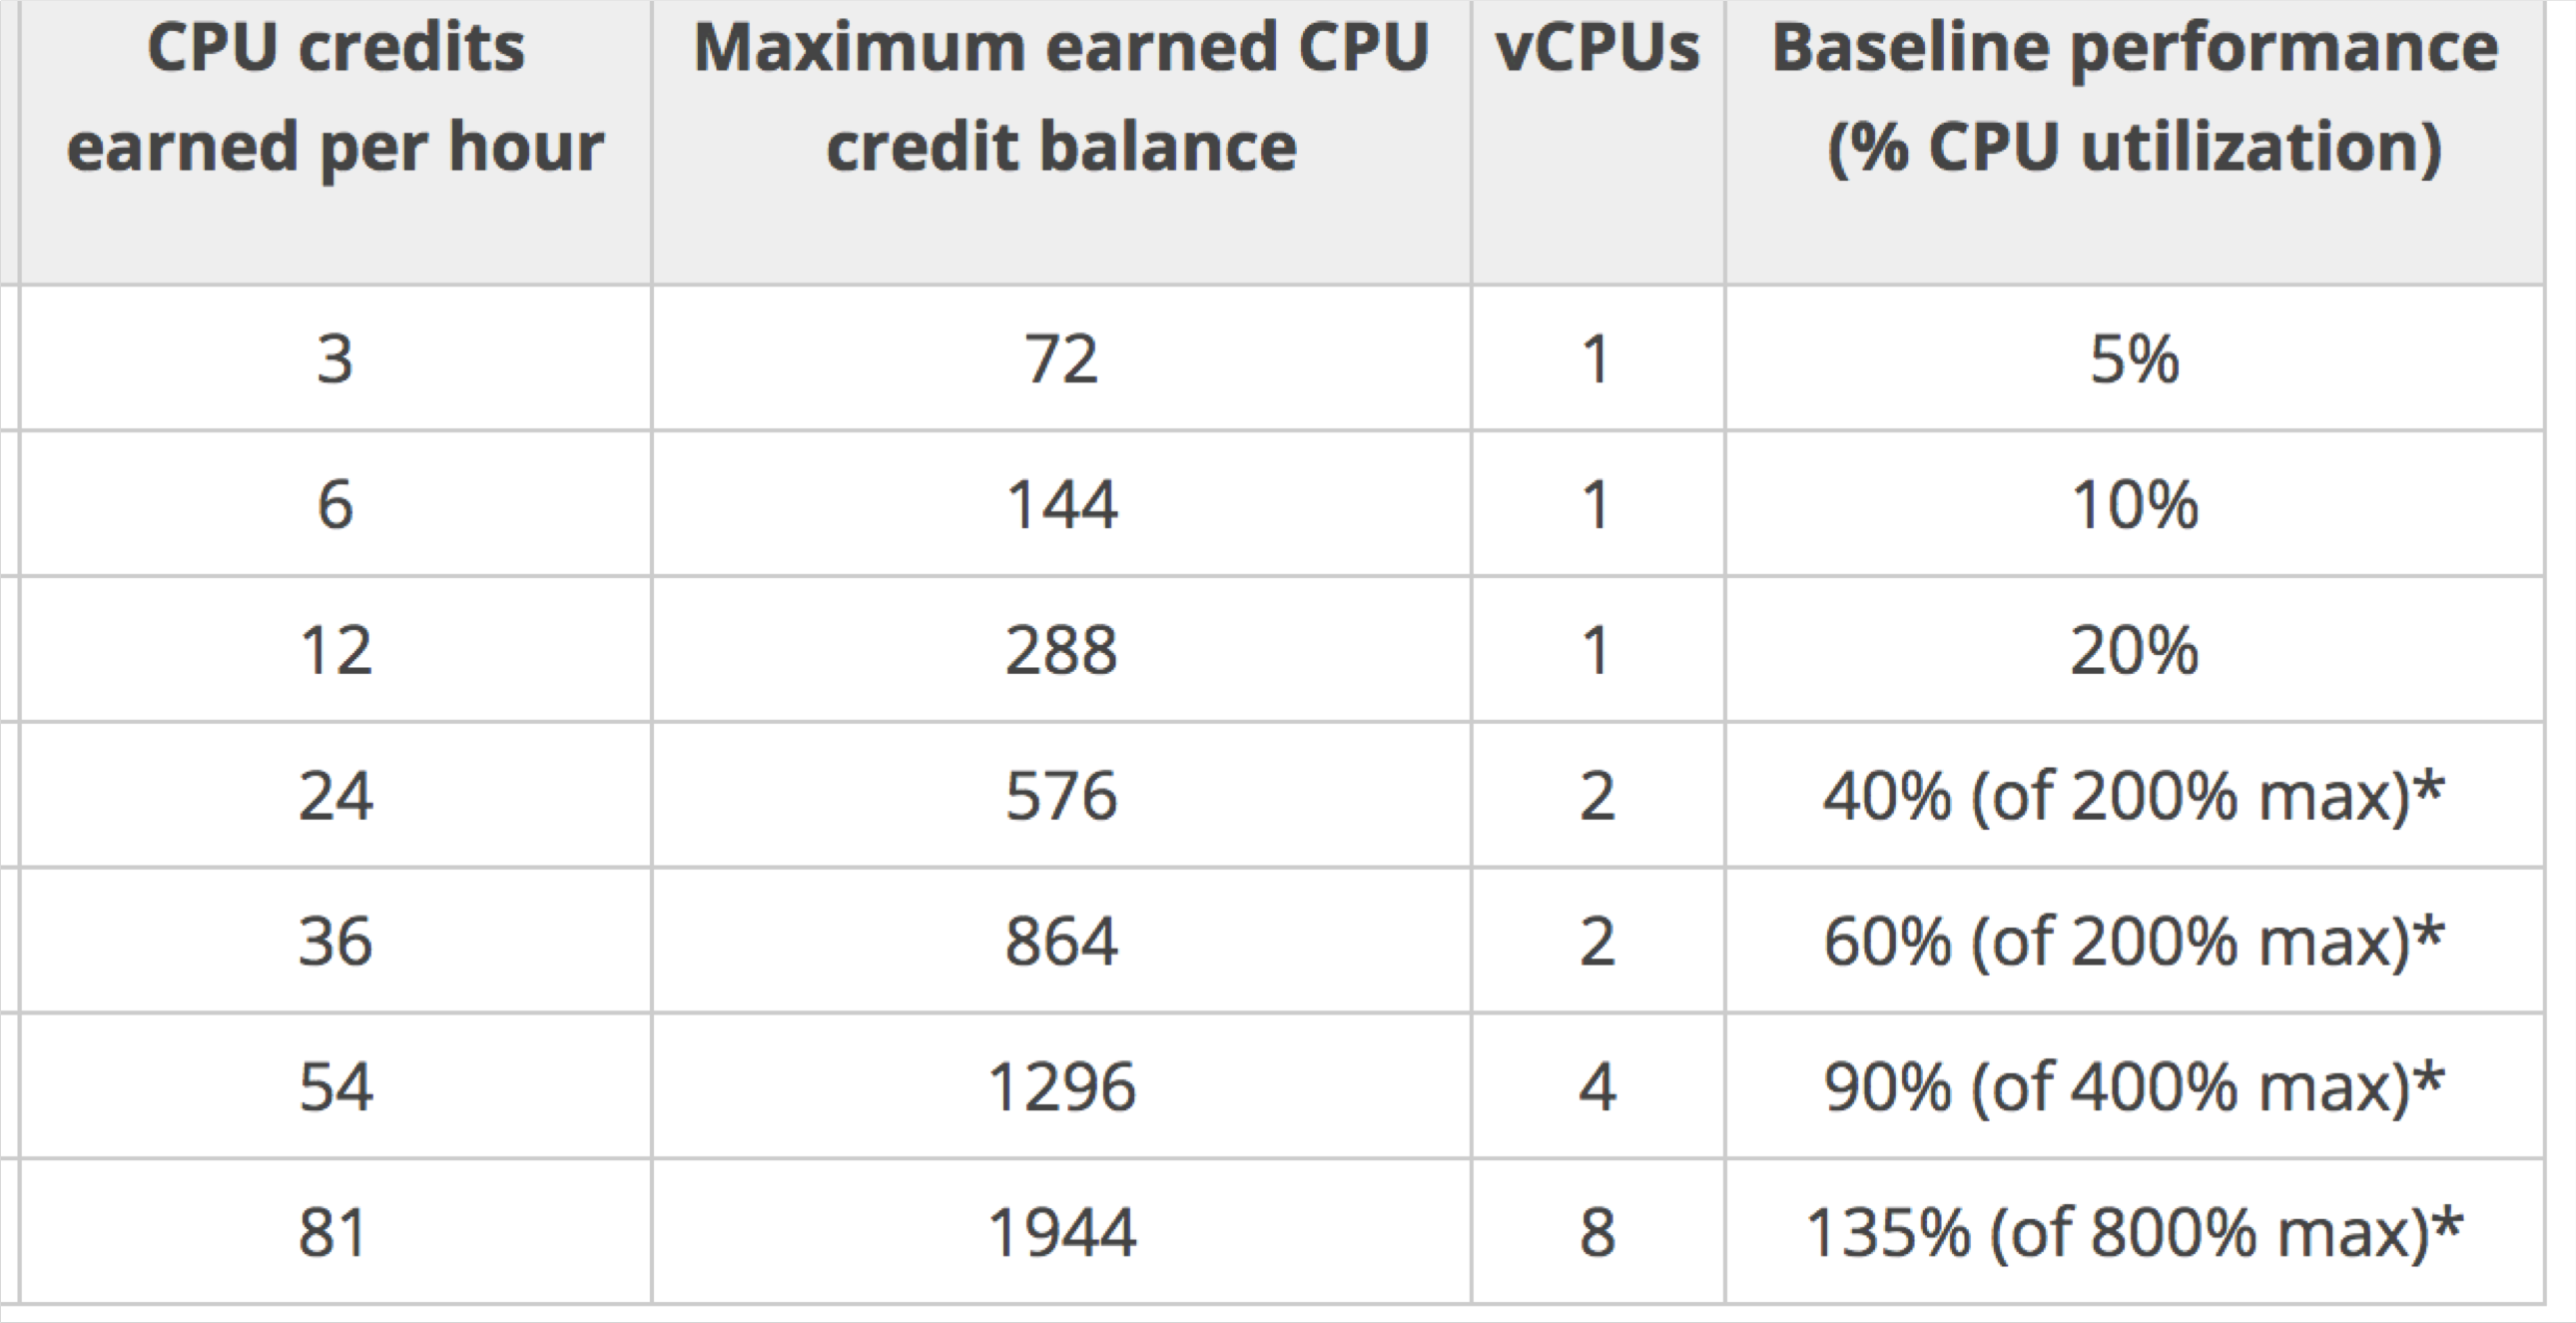 CPU credits earned per hour Maximum earned CPU credit balance vCPUs Baseline performance (% CPU utilization)
3 72 1 5%
6 144 1 10%
12 288 1 20%
24 576 2 40% (of 200% max)*
36 864 2 60% (of 200% max)*
54 1296 4 90% (of 400% max)*
81 1944 8 135% (of 800% max)*